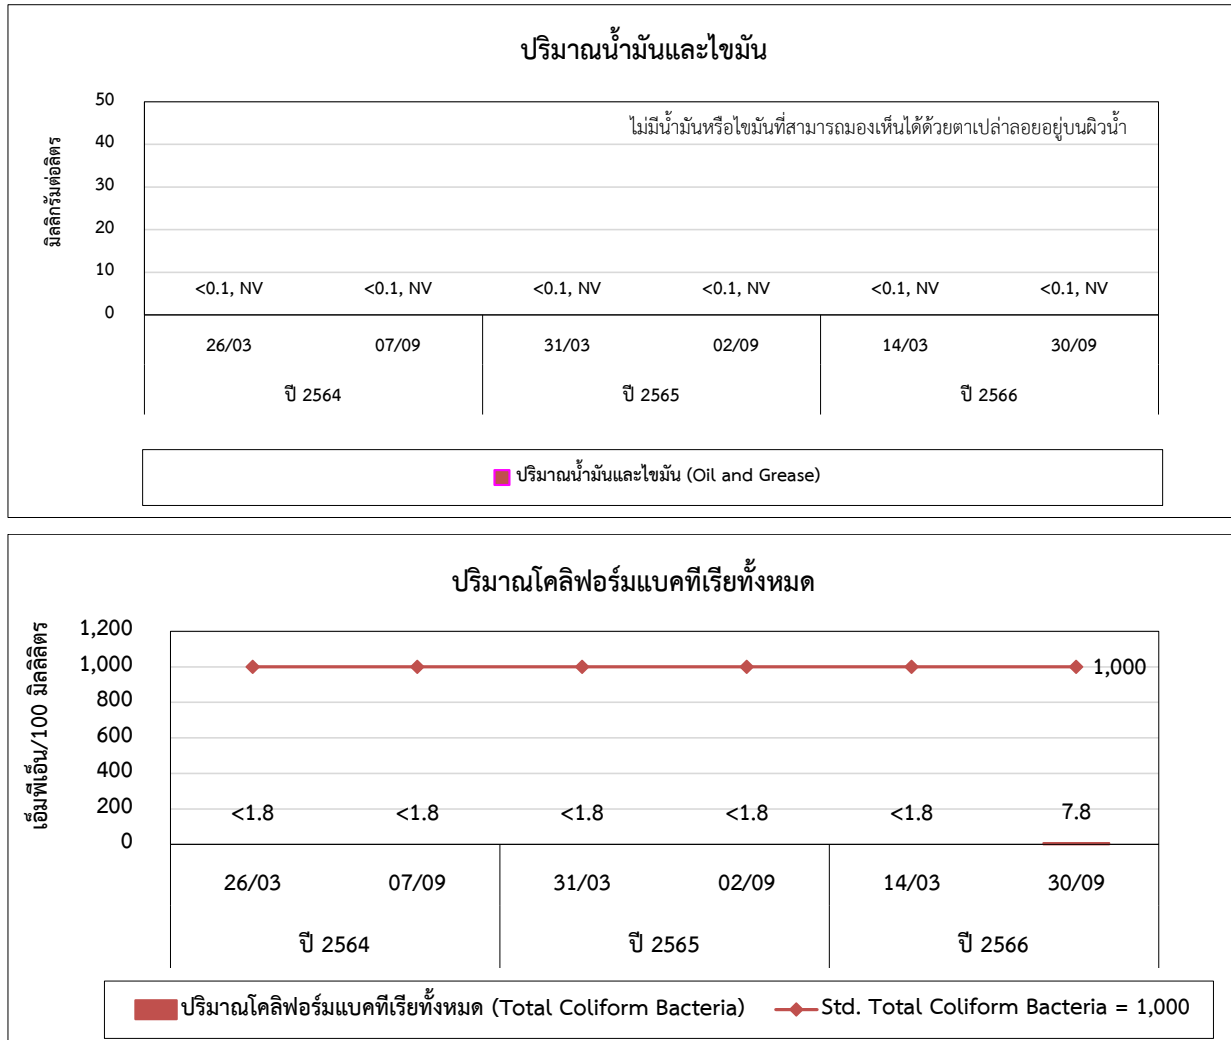 ปริมาณน้ำมันและไขมัน
มิลลิกรัมต่อลิตร
50
ไม่มีน้ำมันหรือไขมันที่สามารถมองเห็นได้ด้วยตาเปล่าลอยอยู่บนผิวน้ำ
40
30
20
10
<0.1, NV <0.1, NV <0.1, NV <0.1, NV <0.1, NV <0.1, NV
0
26/03 07/09 31/03 02/09 14/03 30/09
ปี 2564 ปี 2565 ปี 2566
ปริมาณน้ำมันและไขมัน (Oil and Grease)
ปริมาณโคลิฟอร์มแบคทีเรียทั้งหมด
เอ็มพีเอ็น/100 มิลลิลิตร
1,200
1,000 1,000
800
600
400
200 <1.8 <1.8 <1.8 <1.8 <1.8 7.8
0
26/03 07/09 31/03 02/09 14/03 30/09
ปี 2564 ปี 2565 ปี 2566
ปริมาณโคลิฟอร์มแบคทีเรียทั้งหมด (Total Coliform Bacteria) Std. Total Coliform Bacteria = 1,000